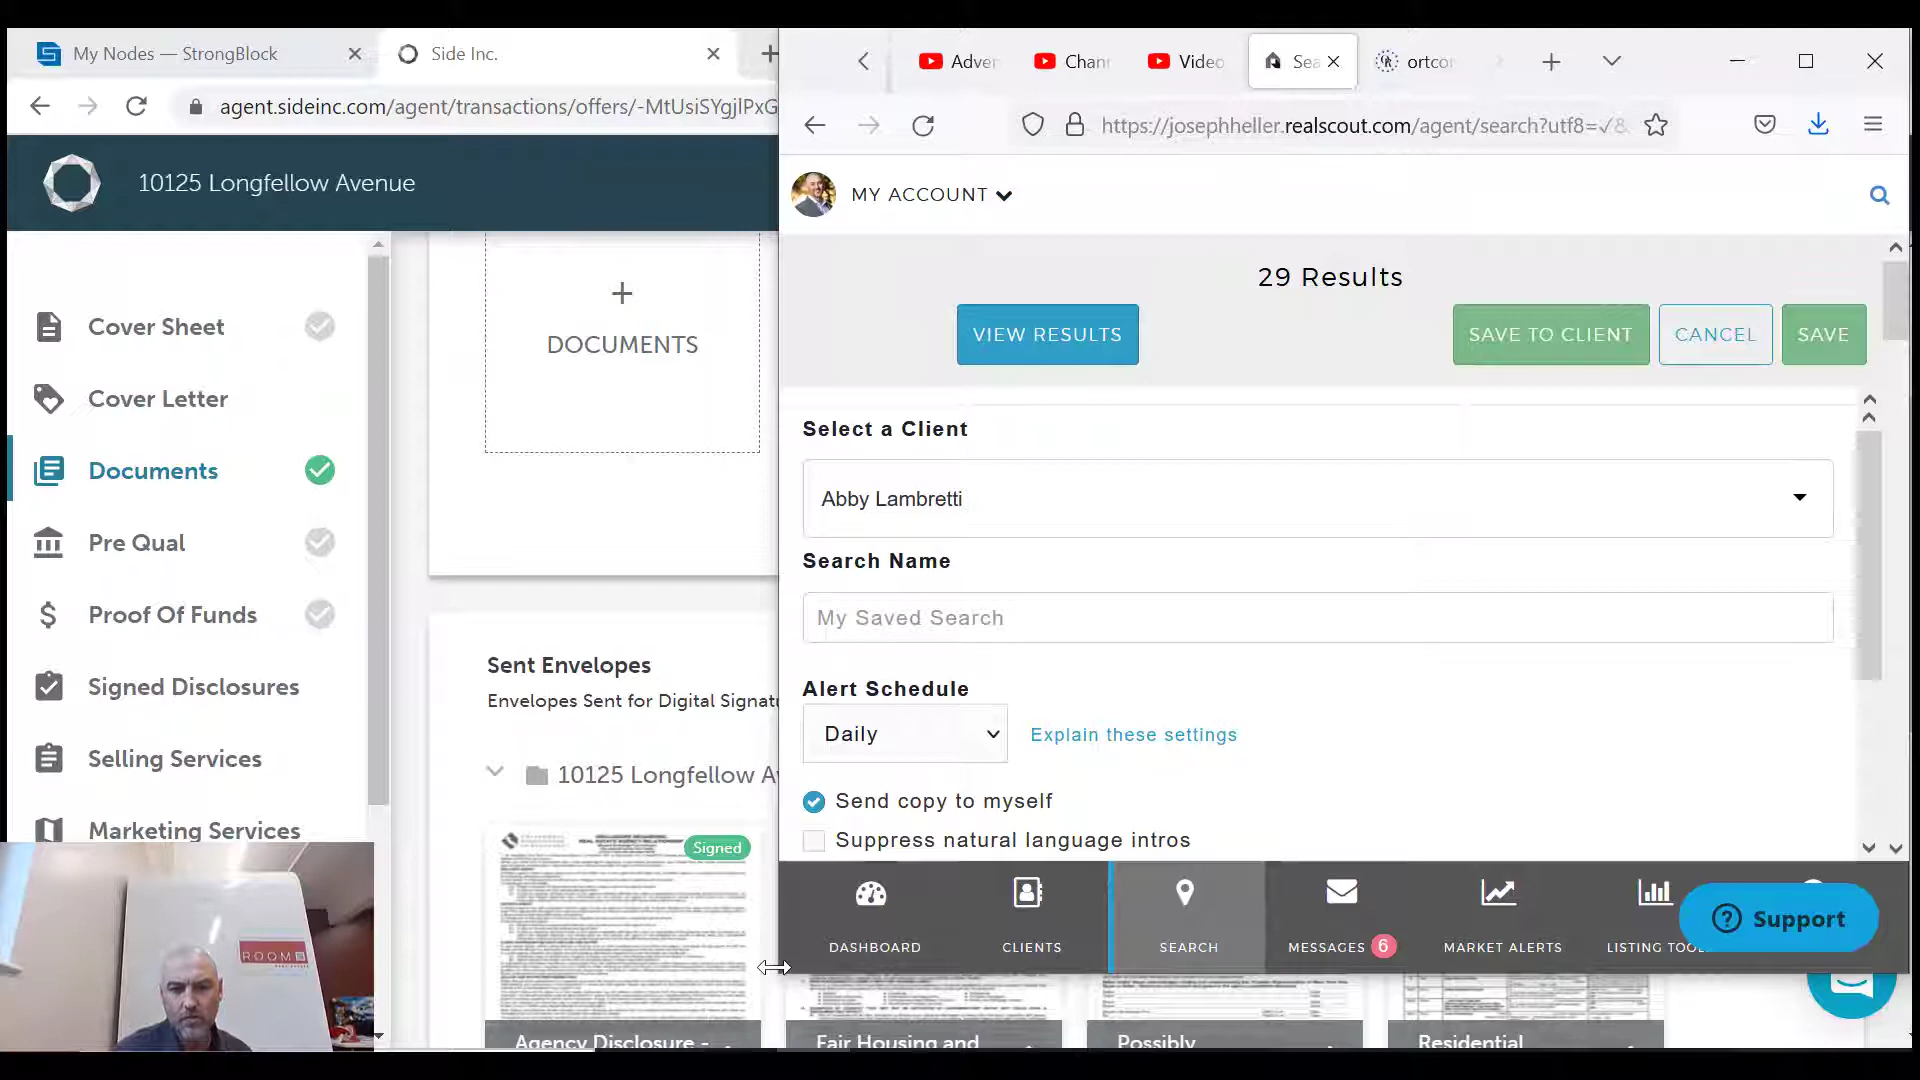 My Nodes — StrongBlock
Side Inc.
agent.sideinc.com/agent/transactions/offers/-MtUsiSYgjlPxG
10125 Longfellow Avenue
Cover Sheet
Cover Letter
Documents
Pre Qual
Proof Of Funds
Signed Disclosures
Selling Services
Marketing Services
DOCUMENTS
Sent Envelopes
Envelopes Sent for Digital Signatu
10125 Longfellow Av
Signed
Agency Disclosure -
Fair Housing and
Possibly
Residential
ROOM
Adver
Chann
Video
Sea
ortcor
https://josephheller.realscout.com/agent/search?utf8=✓&
MY ACCOUNT
29 Results
VIEW RESULTS
SAVE TO CLIENT
CANCEL
SAVE
Select a Client
Abby Lambretti
Search Name
My Saved Search
Alert Schedule
Daily
Explain these settings
Send copy to myself
Suppress natural language intros
DASHBOARD
CLIENTS
SEARCH
MESSAGES 6
MARKET ALERTS
LISTING TOO
Support